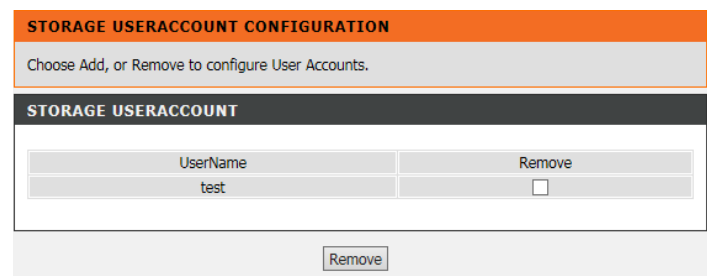 STORAGE USERACCOUNT CONFIGURATION
Choose Add, or Remove to configure User Accounts.
STORAGE USERACCOUNT
UserName Remove
test
Remove